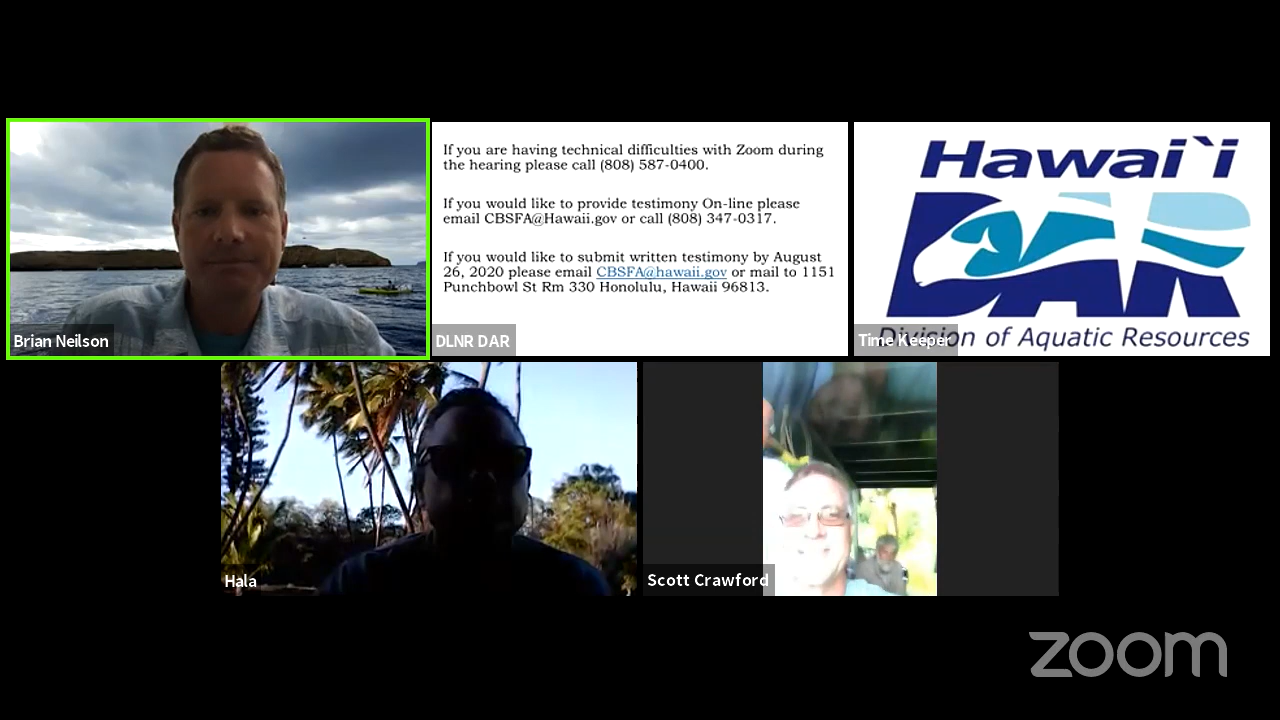 If you are having technical difficulties with Zoom during
the hearing please call (808) 587-0400.
If you would like to provide testimony On-line please
email CBSFA@Hawaii.gov or call (808) 347-0317.
If you would like to submit written testimony by August
26, 2020 please email CBSFA@hawaii.gov or mail to 1151
Punchbowl St Rm 330 Honolulu, Hawaii 96813.
Hawai`i
DAR
Division of Aquatic Resources
Brian Neilson
DLNR DAR
Time Keeper
Hala
Scott Crawford
zoom